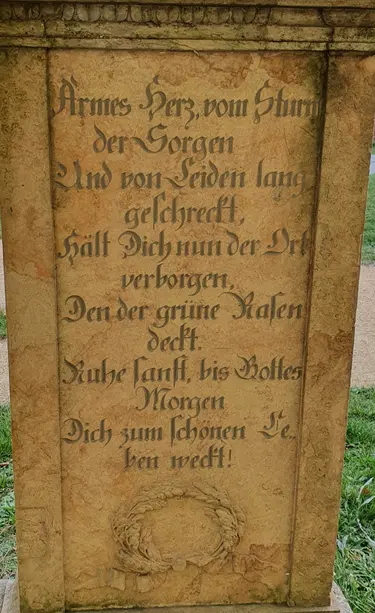 Armes Herz, vom Sturm
der Sorgen
Und von Leiden lang
geschreckt,
Hält Dich nun der Ort
verborgen,
Den der grüne Rasen
deckt.
Ruhe sanft, bis Gottes
Morgen
Dich zum schönen Le-
ben weckt!